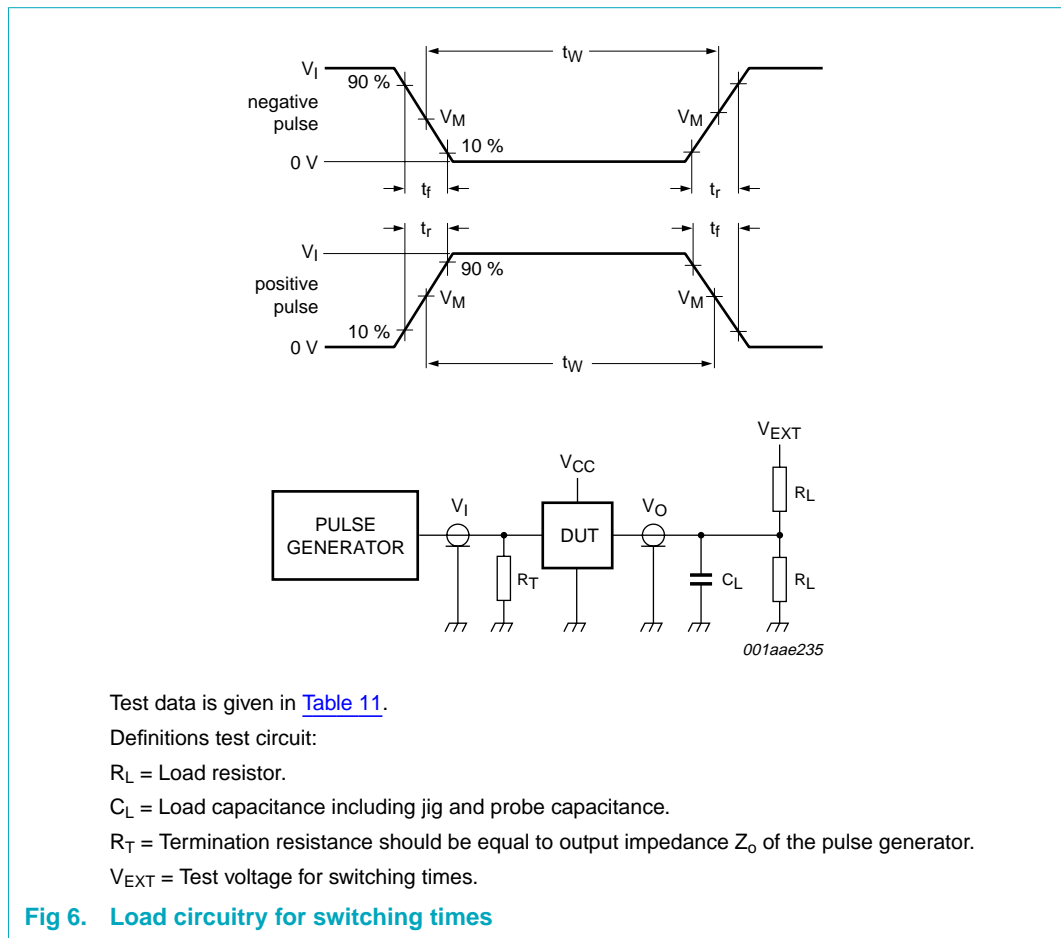 tW
VI
90 %
negative
pulse
VM
VM
10 %
0 V
tf
tr
tr
tf
VI
90 %
positive
pulse
VM
VM
10 %
0 V
tW
VEXT
VCC
RL
VI
VO
PULSE
GENERATOR
DUT
RT
CL
RL
001aae235
Test data is given in Table 11.
Definitions test circuit:
RL = Load resistor.
CL = Load capacitance including jig and probe capacitance.
RT = Termination resistance should be equal to output impedance Zo of the pulse generator.
VEXT = Test voltage for switching times.
Fig 6. Load circuitry for switching times